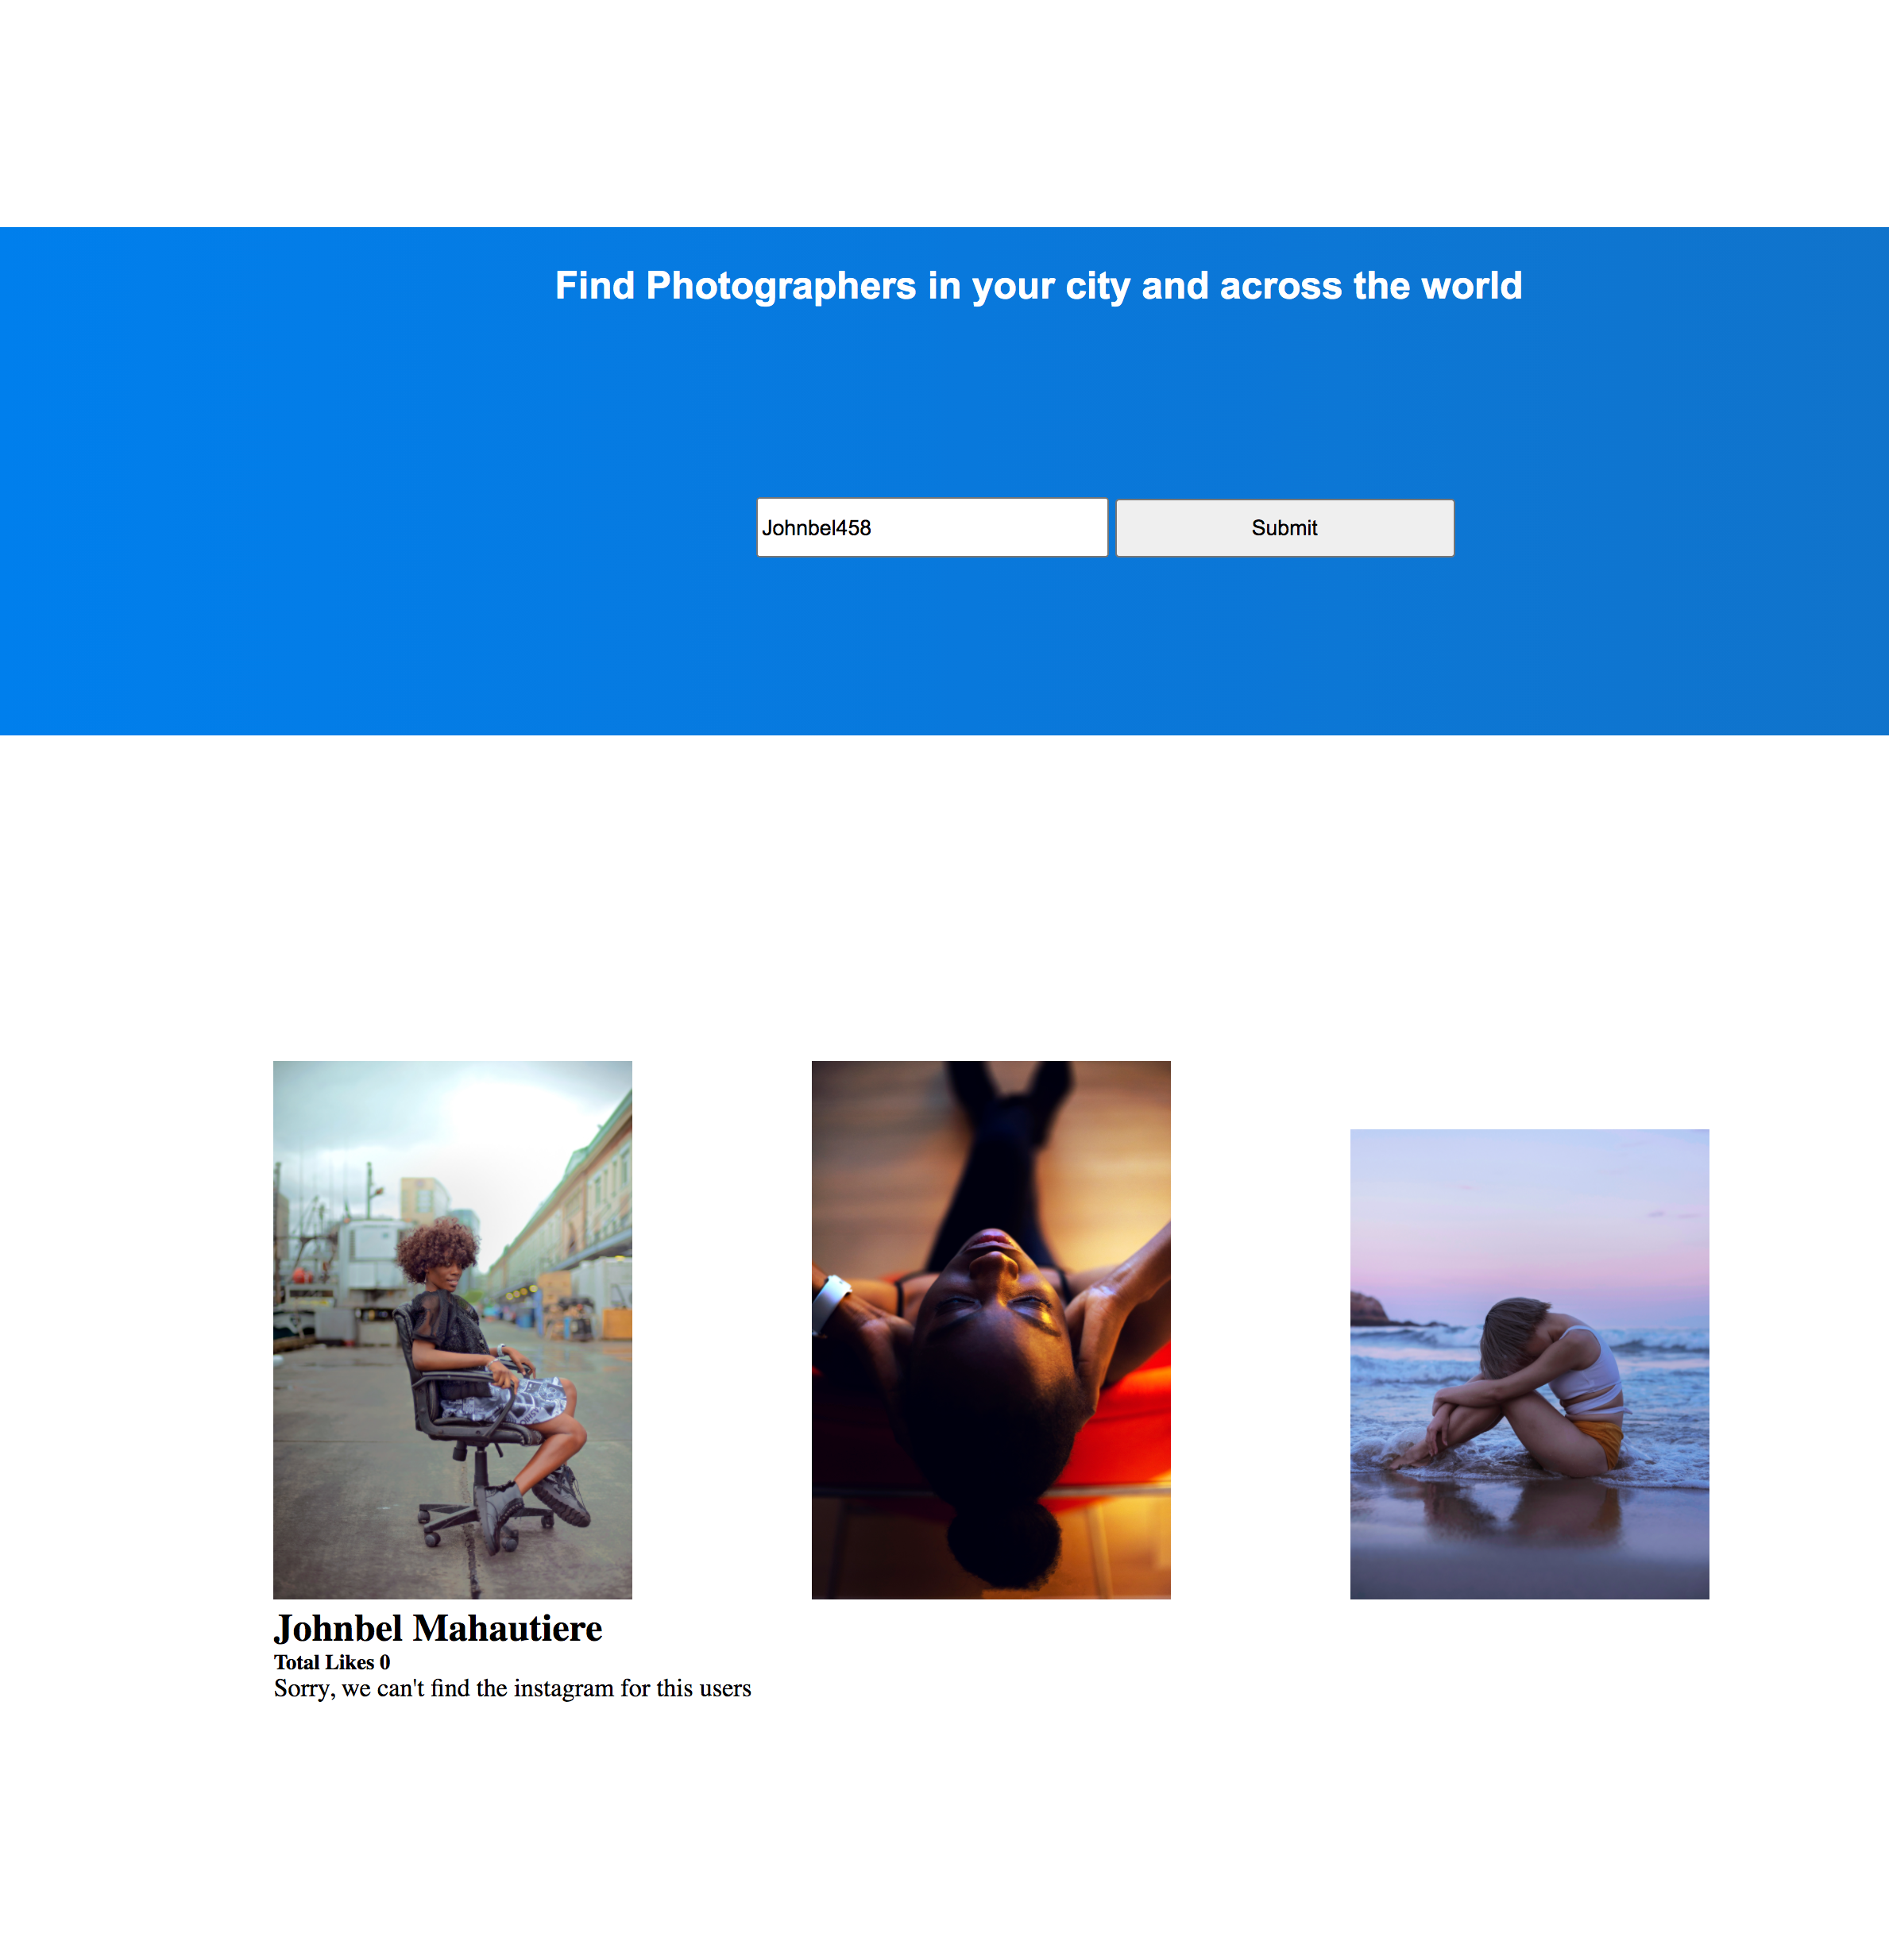 Find Photographers in your city and across the world
Johnbel458 Submit
Johnbel Mahautiere
Total Likes 0
Sorry, we can't find the instagram for this users